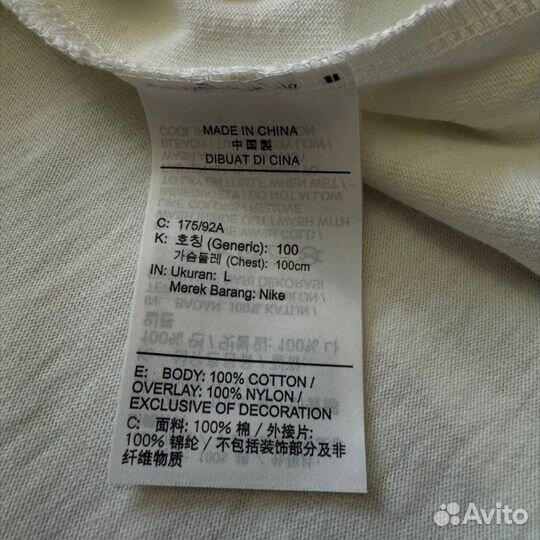 MADE IN CHINA
中国製
DIBUAT DI CINA
C: 175/92A
K: 호칭 (Generic): 100
가슴둘레 (Chest): 100cm
IN: Ukuran: L
Merek Barang: Nike
E: BODY: 100% COTTON /
OVERLAY: 100% NYLON /
EXCLUSIVE OF DECORATION
C: 面料: 100% 棉 / 外接片:
100% 锦纶 / 不包括装饰部分及非
纤维物质
Avito